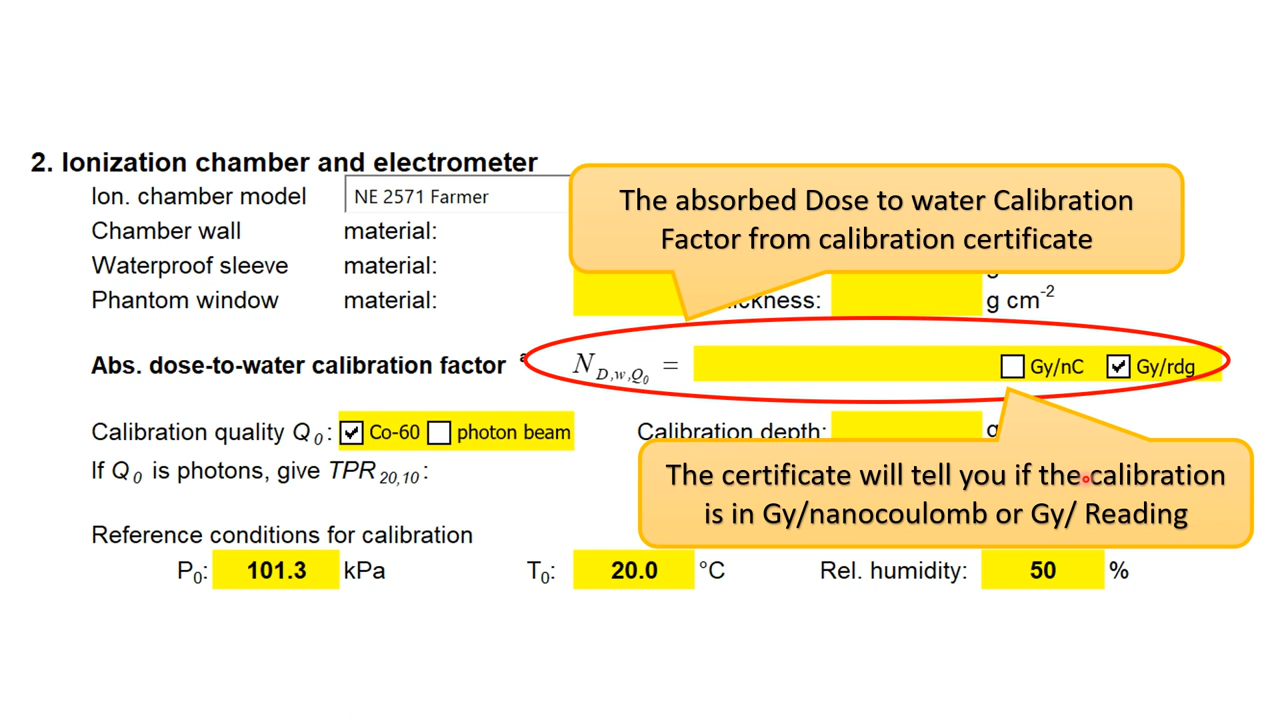 2. Ionization chamber and electrometer
Ion. chamber model NE 2571 Farmer
The absorbed Dose to water Calibration
Factor from calibration certificate
Chamber wall material:
Waterproof sleeve material:
Phantom window material: g cm-2
Abs. dose-to-water calibration factor N D,w,Q0 = Gy/nC Gy/rdg
Calibration quality Q0: Co-60 photon beam Calibration depth:
If Q0 is photons, give TPR20,10:
The certificate will tell you if the calibration
is in Gy/nanocoulomb or Gy/ Reading
Reference conditions for calibration
P0: 101.3 kPa T0: 20.0 °C Rel. humidity: 50 %